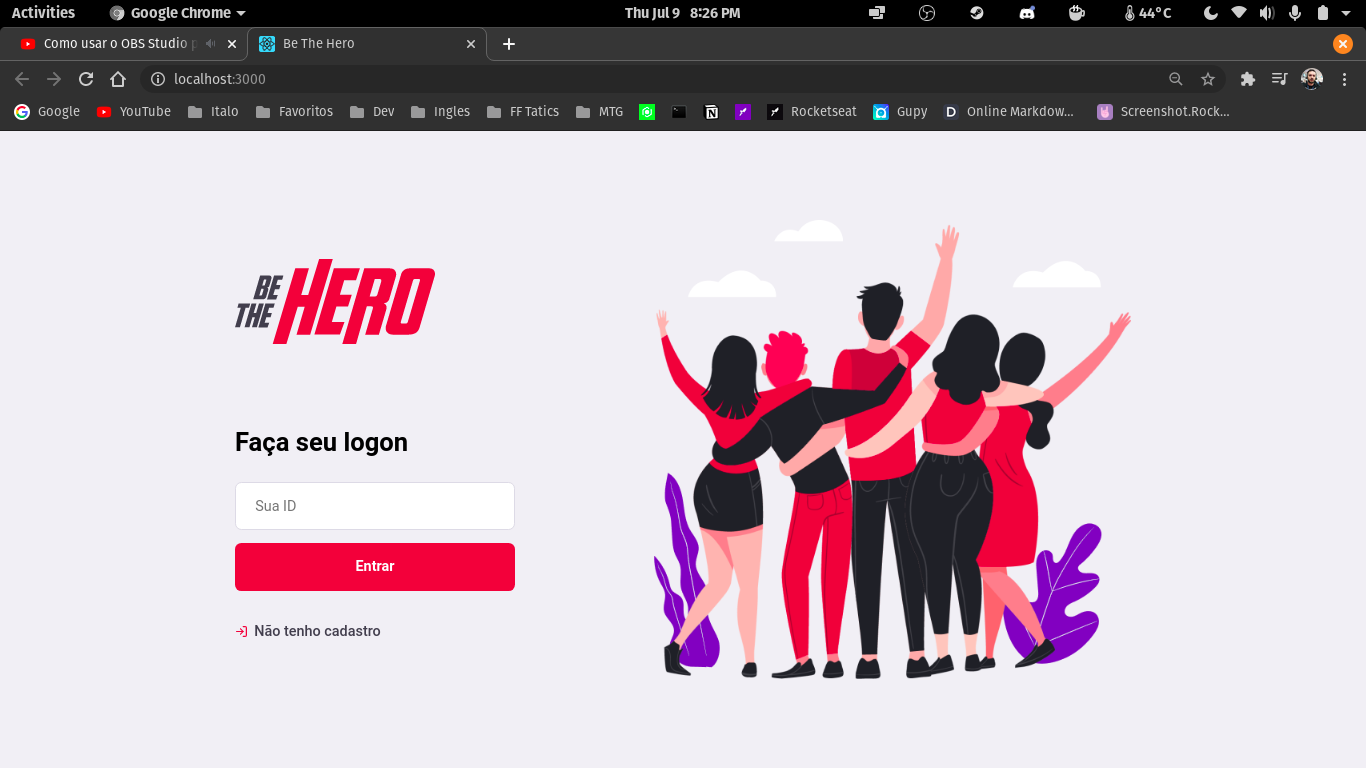 Activities Google Chrome Thu Jul 9 8:26 PM 44°C
Como usar o OBS Studio p Be The Hero
localhost:3000
Google YouTube Italo Favoritos Dev Ingles FF Tatics MTG Rocketseat Gupy Online Markdow... Screenshot.Rock...
BE THE HERO
Faça seu logon
Sua ID
Entrar
Não tenho cadastro